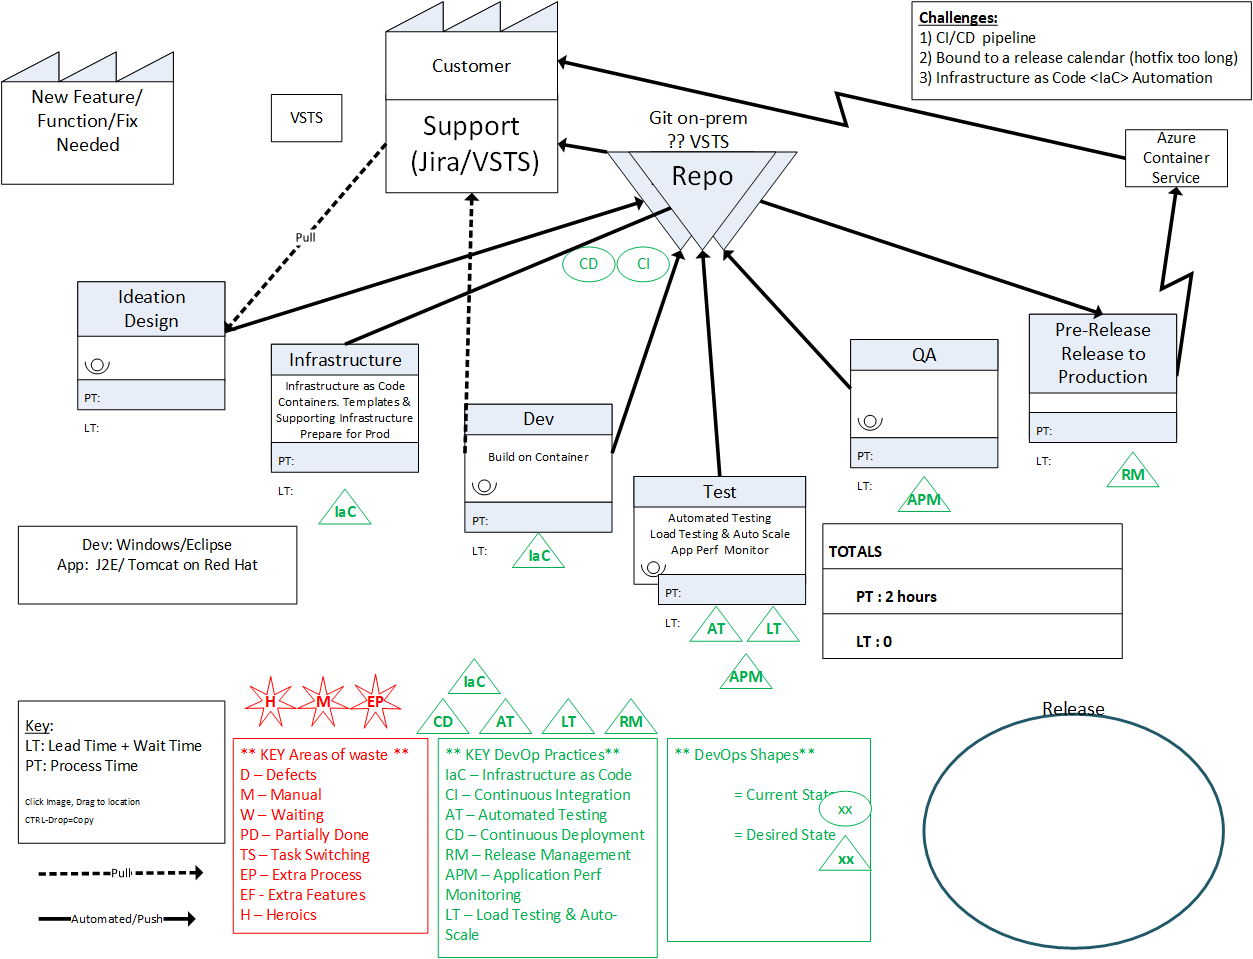 Challenges:
1) CI/CD  pipeline
2) Bound to a release calendar (hotfix too long)
3) Infrastructure as Code <IaC> Automation
Customer
Support
(Jira/VSTS)
New Feature/
Function/Fix
Needed
VSTS
Git on-prem
?? VSTS
Repo
Azure
Container
Service
Pull
CD
CI
Ideation
Design
PT:
LT:
Infrastructure
Infrastructure as Code
Containers. Templates &
Supporting Infrastructure
Prepare for Prod
PT:
LT:
IaC
Dev
Build on Container
PT:
LT:
IaC
Test
Automated Testing
Load Testing & Auto Scale
App Perf  Monitor
PT:
LT:
AT
LT
APM
QA
PT:
LT:
APM
Pre-Release
Release to
Production
PT:
LT:
RM
Dev: Windows/Eclipse
App:  J2E/ Tomcat on Red Hat
TOTALS
PT : 2 hours
LT : 0
Key:
LT: Lead Time + Wait Time
PT: Process Time
Click Image, Drag to location
CTRL-Drop=Copy
Pull
Automated/Push
H
M
EP
** KEY Areas of waste **
D – Defects
M – Manual
W – Waiting
PD – Partially Done
TS – Task Switching
EP – Extra Process
EF - Extra Features
H – Heroics
IaC
CD
AT
LT
RM
** KEY DevOp Practices**
IaC – Infrastructure as Code
CI – Continuous Integration
AT – Automated Testing
CD – Continuous Deployment
RM – Release Management
APM – Application Perf
Monitoring
LT – Load Testing & Auto-
Scale
** DevOps Shapes**
= Current State
xx
= Desired State
xx
Release